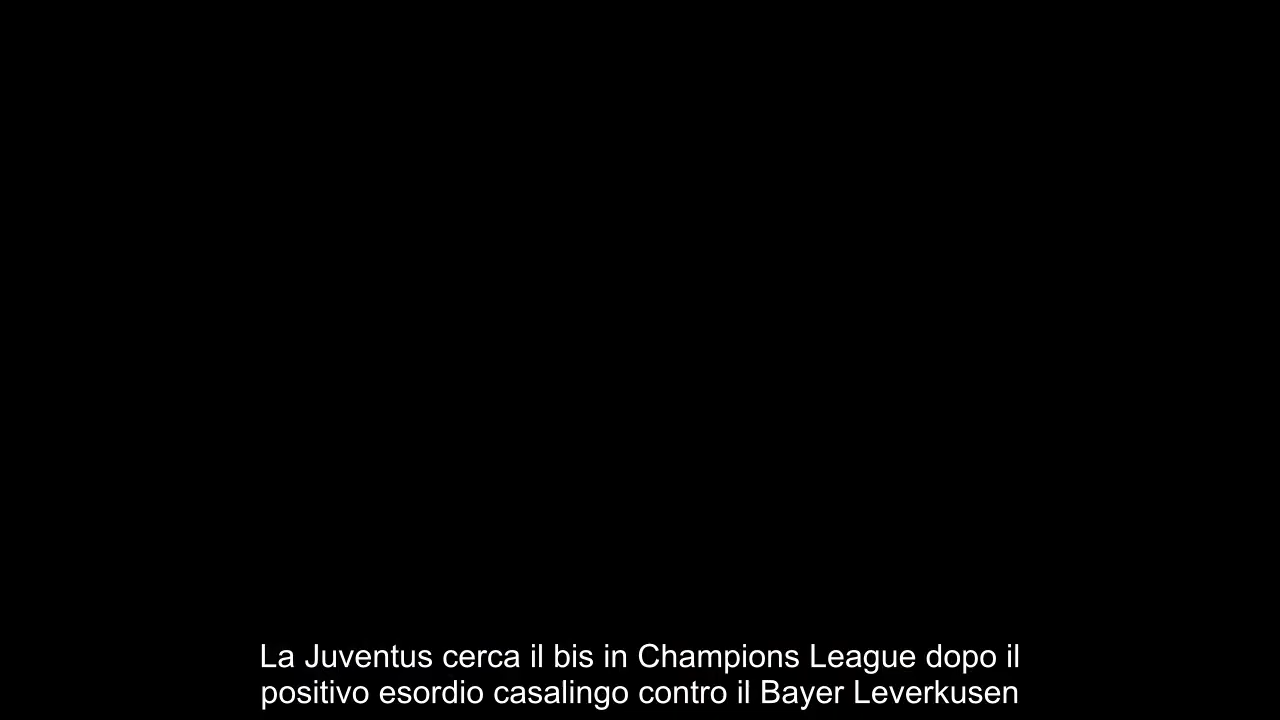 La Juventus cerca il bis in Champions League dopo il
positivo esordio casalingo contro il Bayer Leverkusen